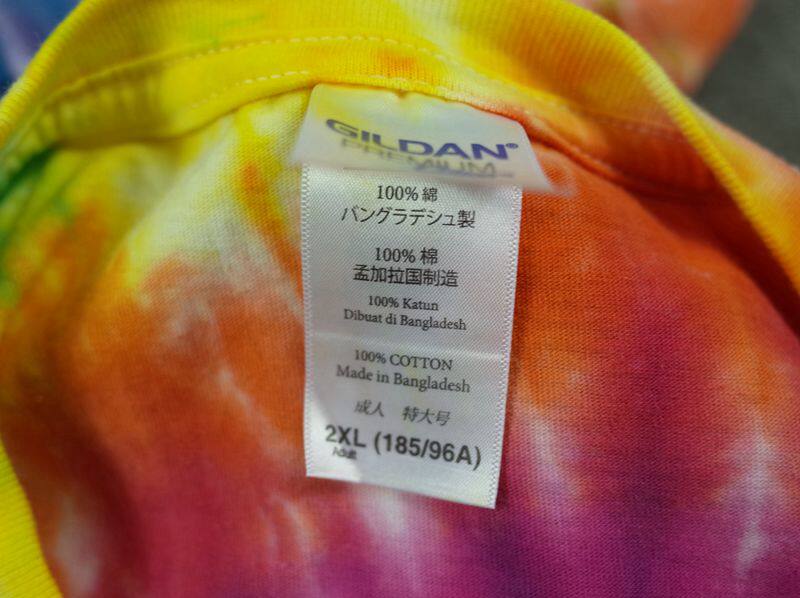 GILDAN®
PREMIUM™
100% 綿
バングラデシュ製
100% 棉
孟加拉国制造
100% Katun
Dibuat di Bangladesh
100% COTTON
Made in Bangladesh
成人 特大号
2XL (185/96A)
Adult